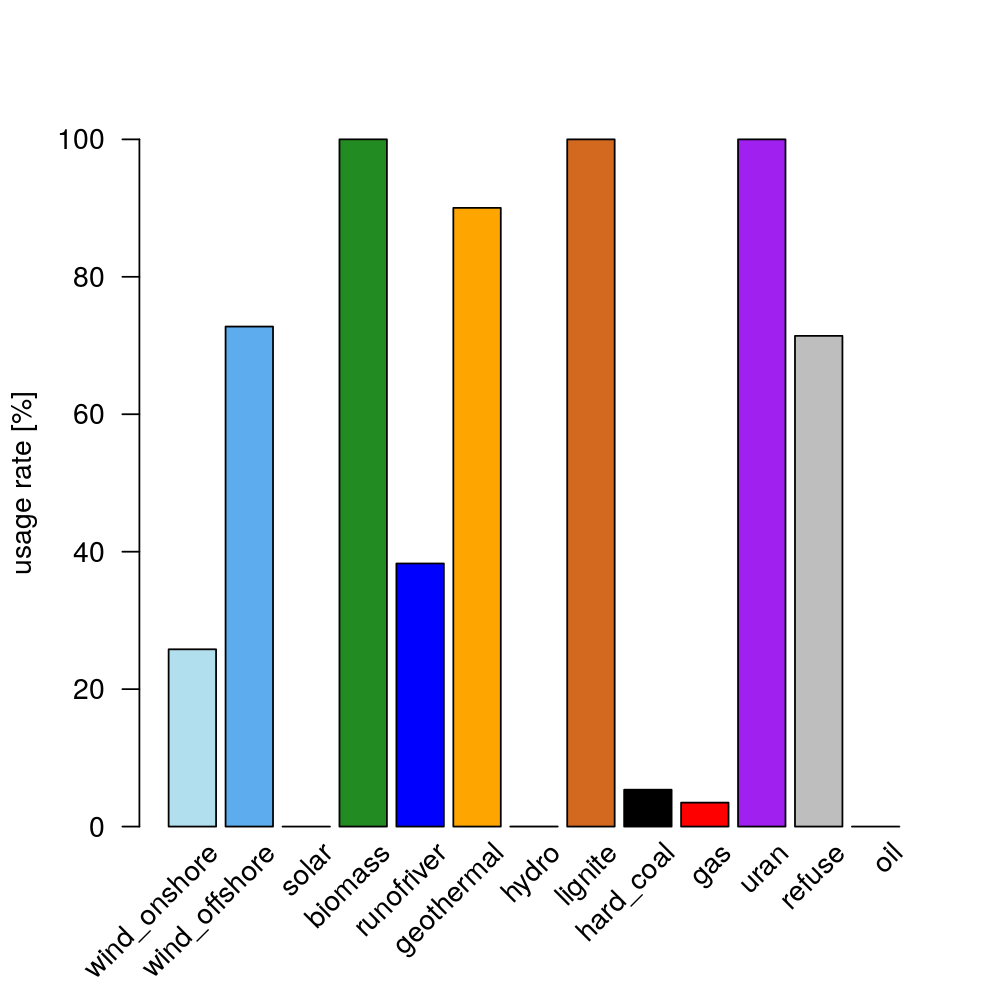 100
80
60
40
20
0
usage rate [%]
wind_onshore
wind_offshore
solar
biomass
runofriver
geothermal
hydro
lignite
hard_coal
gas
uran
refuse
oil